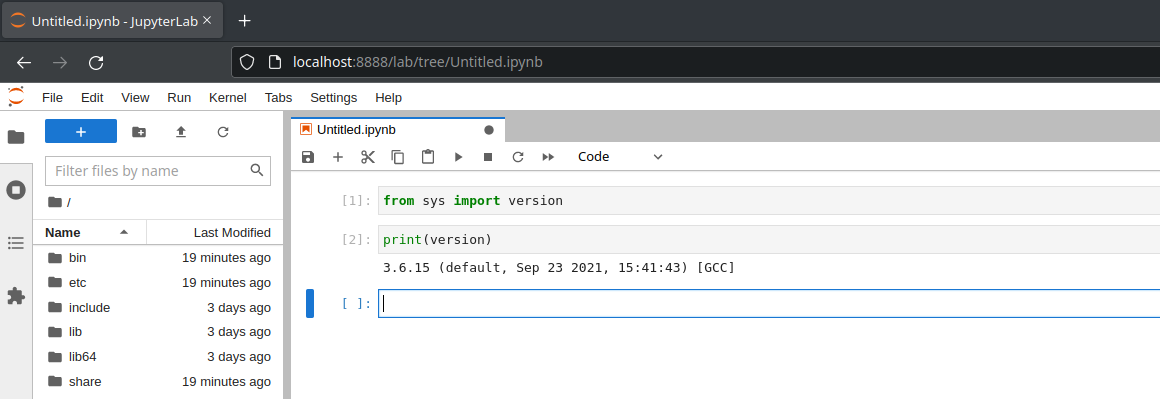 Untitled.ipynb - JupyterLab
localhost:8888/lab/tree/Untitled.ipynb
File Edit View Run Kernel Tabs Settings Help
Untitled.ipynb
Filter files by name
Code
/
Name Last Modified
bin 19 minutes ago
etc 19 minutes ago
include 3 days ago
lib 3 days ago
lib64 3 days ago
share 19 minutes ago
[1]: from sys import version
[2]: print(version)
3.6.15 (default, Sep 23 2021, 15:41:43) [GCC]
[ ]: